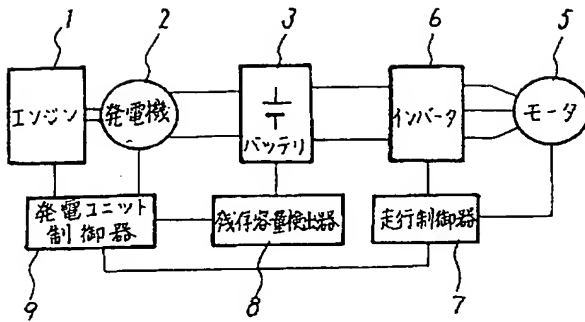 1
2
3
6
5
エンジン
発電機
バッテリ
インバータ
モータ
発電ユニット
制御器
残存容量検出器
走行制御器
9
8
7